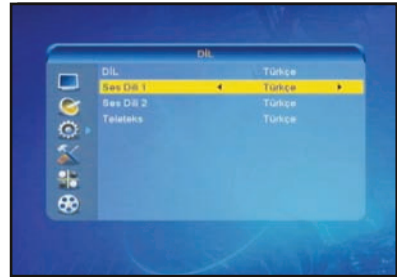 DİL
DİL Türkçe
Ses Dili 1 Türkçe
Ses Dili 2 Türkçe
Teleteks Türkçe